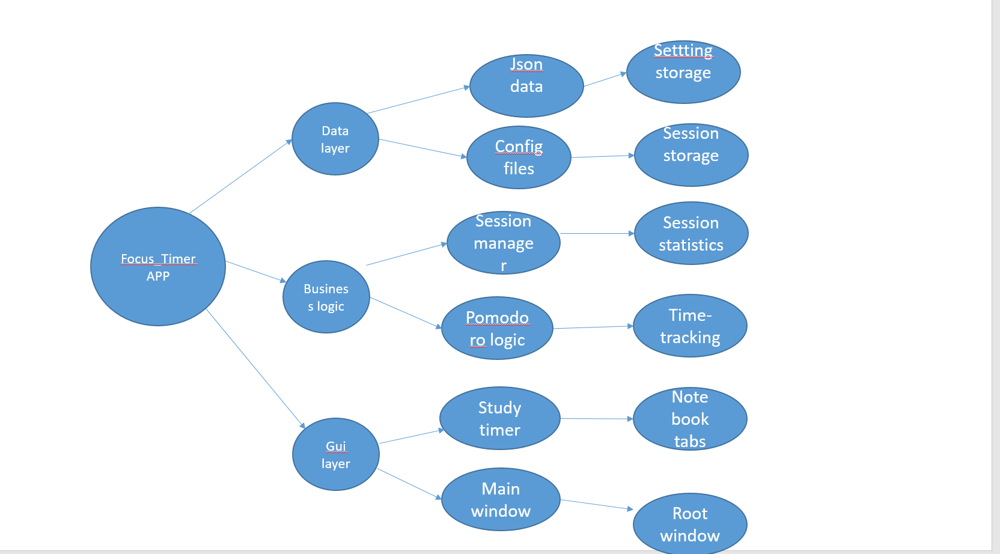 Focus_Timer
APP
Data
layer
Json
data
Settting
storage
Config
files
Session
storage
Busines
s logic
Session
manage
r
Session
statistics
Pomodo
ro logic
Time-
tracking
Gui
layer
Study
timer
Note
book
tabs
Main
window
Root
window